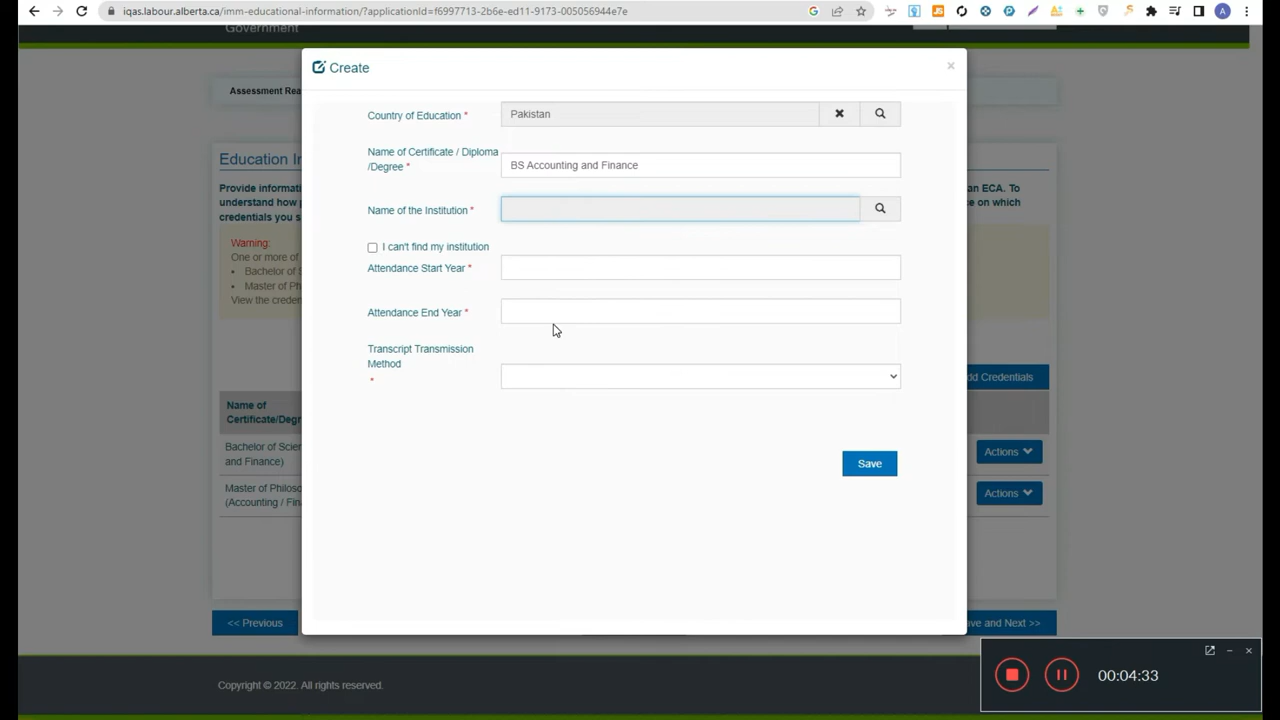 iqas.labour.alberta.ca/imm-educational-information/?applicationId=f6997713-2b6e-ed11-9173-005056944e7e
Government
Create
×
Assessment Rea
Education In
Provide informati
an ECA. To
understand how p
ce on which
credentials you s
Warning:
One or more of
• Bachelor of S
• Master of Ph
View the creden
Country of Education *
Pakistan
Name of Certificate / Diploma
/Degree *
BS Accounting and Finance
Name of the Institution *
I can't find my institution
Attendance Start Year *
Attendance End Year *
Transcript Transmission
Method
*
Save
dd Credentials
Name of
Certificate/Degr
Bachelor of Scien
and Finance)
Actions
Master of Philoso
(Accounting / Fin
Actions
<< Previous
ave and Next >>
Copyright © 2022. All rights reserved.
00:04:33